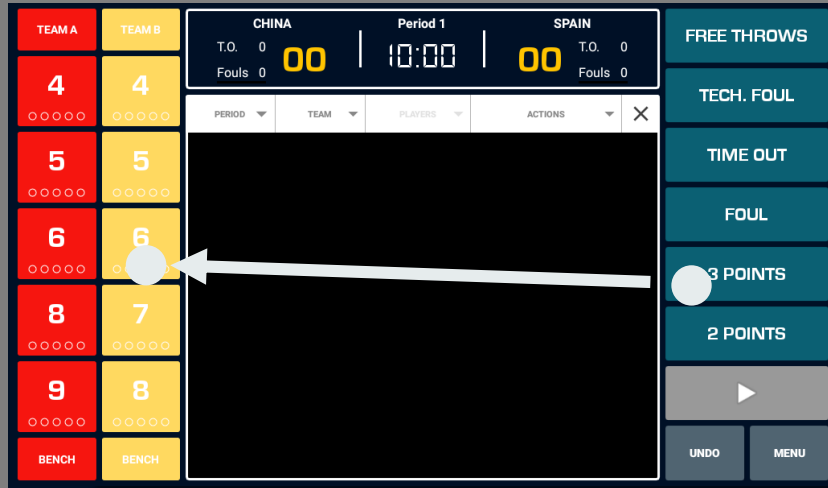 TEAM A
TEAM B
CHINA
Period 1
SPAIN
T.O. 0
00
10:00
00
T.O. 0
Fouls 0
Fouls 0
FREE THROWS
TECH. FOUL
TIME OUT
FOUL
3 POINTS
2 POINTS
UNDO
MENU
PERIOD
TEAM
PLAYERS
ACTIONS
4
4
5
5
6
6
8
7
9
8
BENCH
BENCH